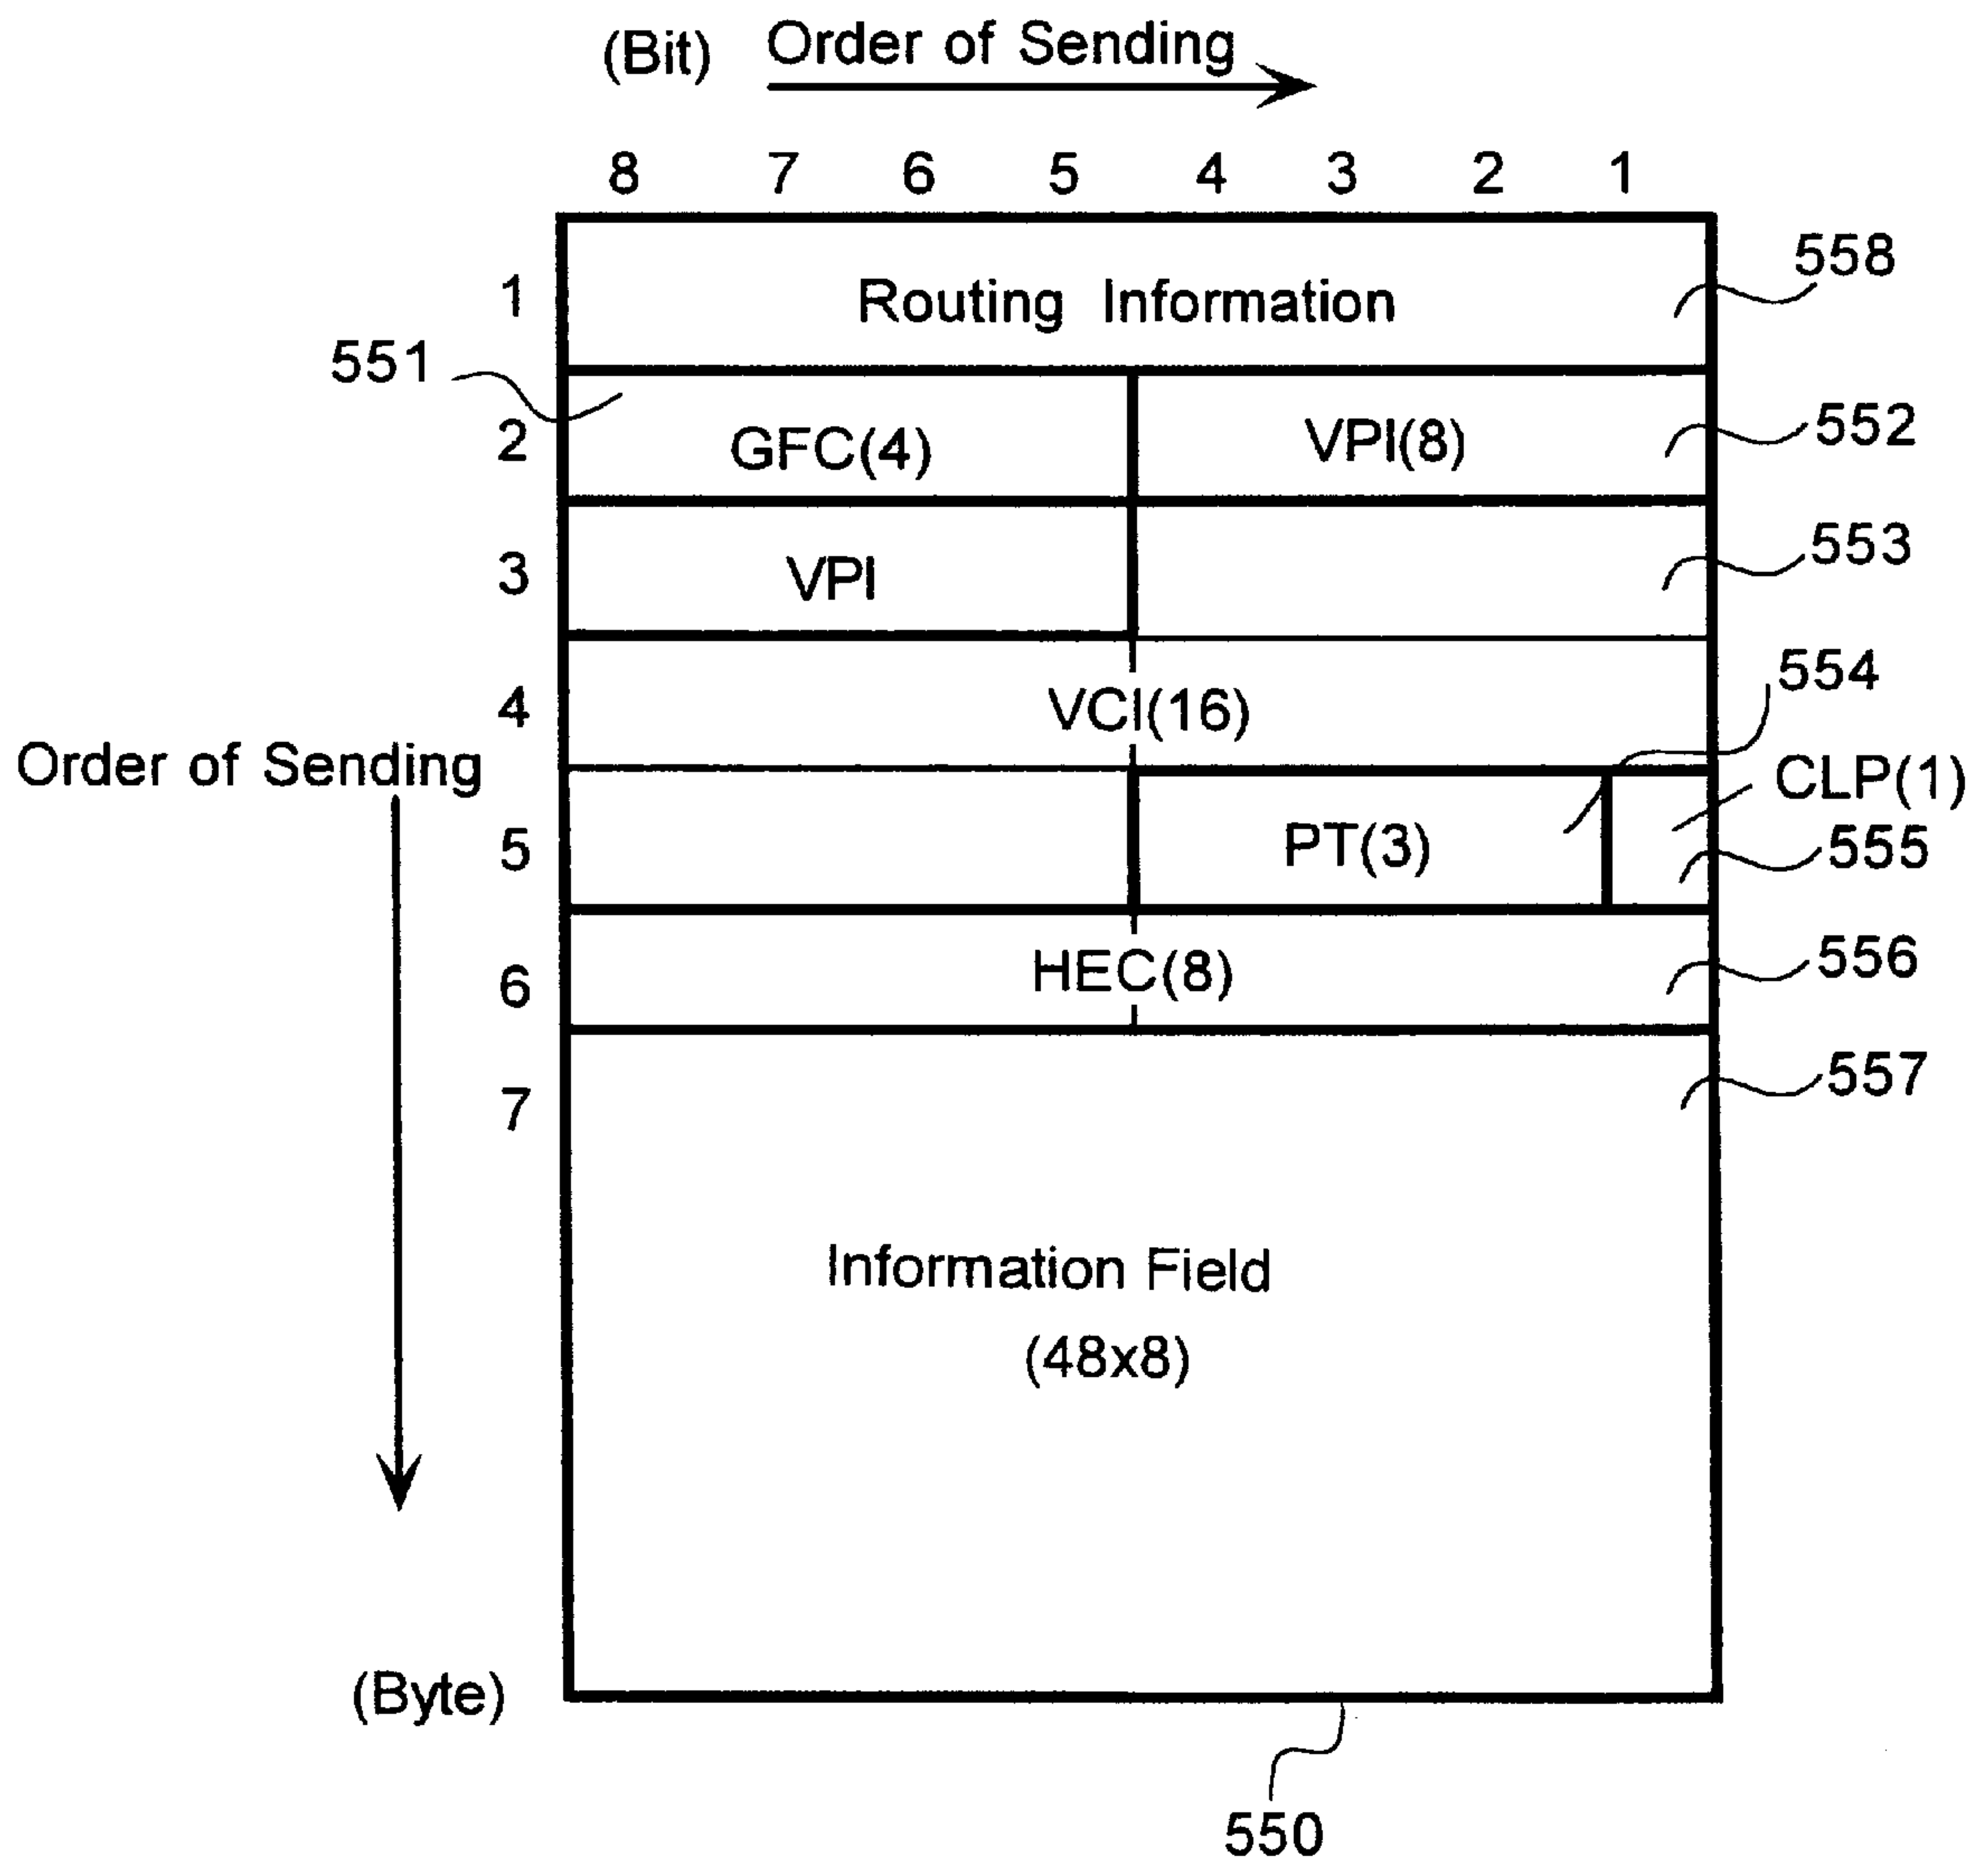 (Bit) Order of Sending
8 7 6 5 4 3 2 1
1 Routing Information 558
551
2 GFC(4) VPI(8) 552
3 VPI 553
554
4 VCI(16)
Order of Sending
CLP(1)
5 PT(3) 555
6 HEC(8) 556
7 557
Information Field
(48x8)
(Byte)
550